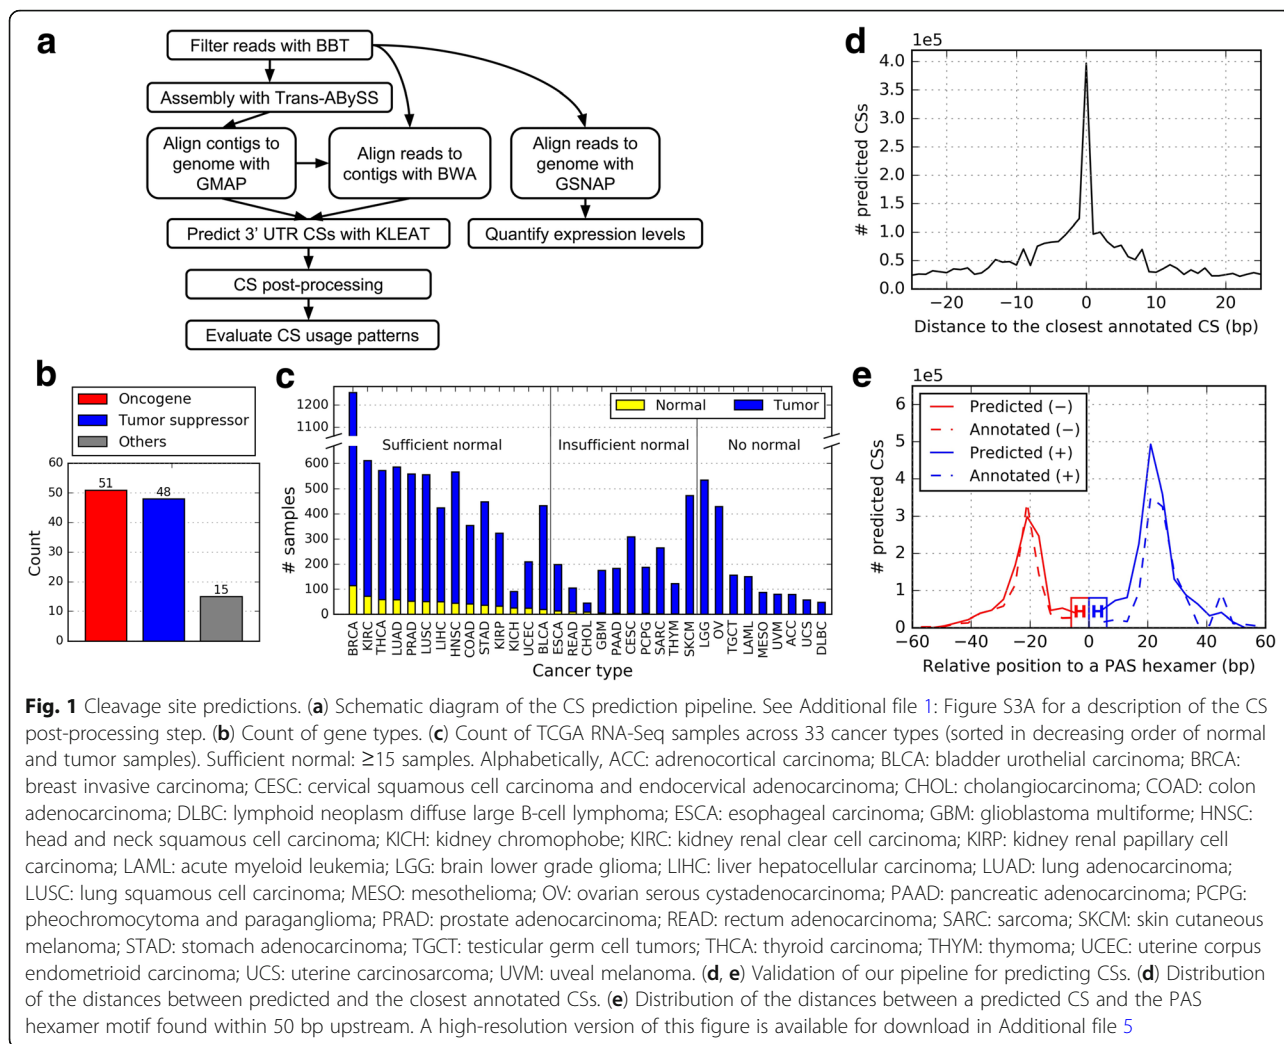 a
Filter reads with BBT
Assembly with Trans-ABySS
Align contigs to
genome with
GMAP
Align reads to
contigs with BWA
Align reads to
genome with
GSNAP
Predict 3’ UTR CSs with KLEAT
Quantify expression levels
CS post-processing
Evaluate CS usage patterns
d
1e5
4.0
3.5
3.0
2.5
2.0
1.5
1.0
0.5
0.0
# predicted CSs
−20 −10 0 10 20
Distance to the closest annotated CS (bp)
b
Oncogene
Tumor suppressor
Others
60
50
40
30
20
10
0
Count
51
48
15
c
1200
1100
600
500
400
300
200
100
0
# samples
Normal Tumor
Sufficient normal
Insufficient normal
No normal
BRCA KIRC THCA LUAD PRAD LUSC LIHC HNSC COAD STAD KIRP KICH UCEC BLCA ESCA READ CHOL GBM PAAD CESC PCPG SARC THYM SKCM LGG OV TGCT LAML MESO UVM ACC UCS DLBC
Cancer type
e
1e5
6
5
4
3
2
1
0
# predicted CSs
Predicted (−)
Annotated (−)
Predicted (+)
Annotated (+)
H H
−60 −40 −20 0 20 40 60
Relative position to a PAS hexamer (bp)
Fig. 1 Cleavage site predictions. (a) Schematic diagram of the CS prediction pipeline. See Additional file 1: Figure S3A for a description of the CS
post-processing step. (b) Count of gene types. (c) Count of TCGA RNA-Seq samples across 33 cancer types (sorted in decreasing order of normal
and tumor samples). Sufficient normal: ≥15 samples. Alphabetically, ACC: adrenocortical carcinoma; BLCA: bladder urothelial carcinoma; BRCA:
breast invasive carcinoma; CESC: cervical squamous cell carcinoma and endocervical adenocarcinoma; CHOL: cholangiocarcinoma; COAD: colon
adenocarcinoma; DLBC: lymphoid neoplasm diffuse large B-cell lymphoma; ESCA: esophageal carcinoma; GBM: glioblastoma multiforme; HNSC:
head and neck squamous cell carcinoma; KICH: kidney chromophobe; KIRC: kidney renal clear cell carcinoma; KIRP: kidney renal papillary cell
carcinoma; LAML: acute myeloid leukemia; LGG: brain lower grade glioma; LIHC: liver hepatocellular carcinoma; LUAD: lung adenocarcinoma;
LUSC: lung squamous cell carcinoma; MESO: mesothelioma; OV: ovarian serous cystadenocarcinoma; PAAD: pancreatic adenocarcinoma; PCPG:
pheochromocytoma and paraganglioma; PRAD: prostate adenocarcinoma; READ: rectum adenocarcinoma; SARC: sarcoma; SKCM: skin cutaneous
melanoma; STAD: stomach adenocarcinoma; TGCT: testicular germ cell tumors; THCA: thyroid carcinoma; THYM: thymoma; UCEC: uterine corpus
endometrioid carcinoma; UCS: uterine carcinosarcoma; UVM: uveal melanoma. (d, e) Validation of our pipeline for predicting CSs. (d) Distribution
of the distances between predicted and the closest annotated CSs. (e) Distribution of the distances between a predicted CS and the PAS
hexamer motif found within 50 bp upstream. A high-resolution version of this figure is available for download in Additional file 5